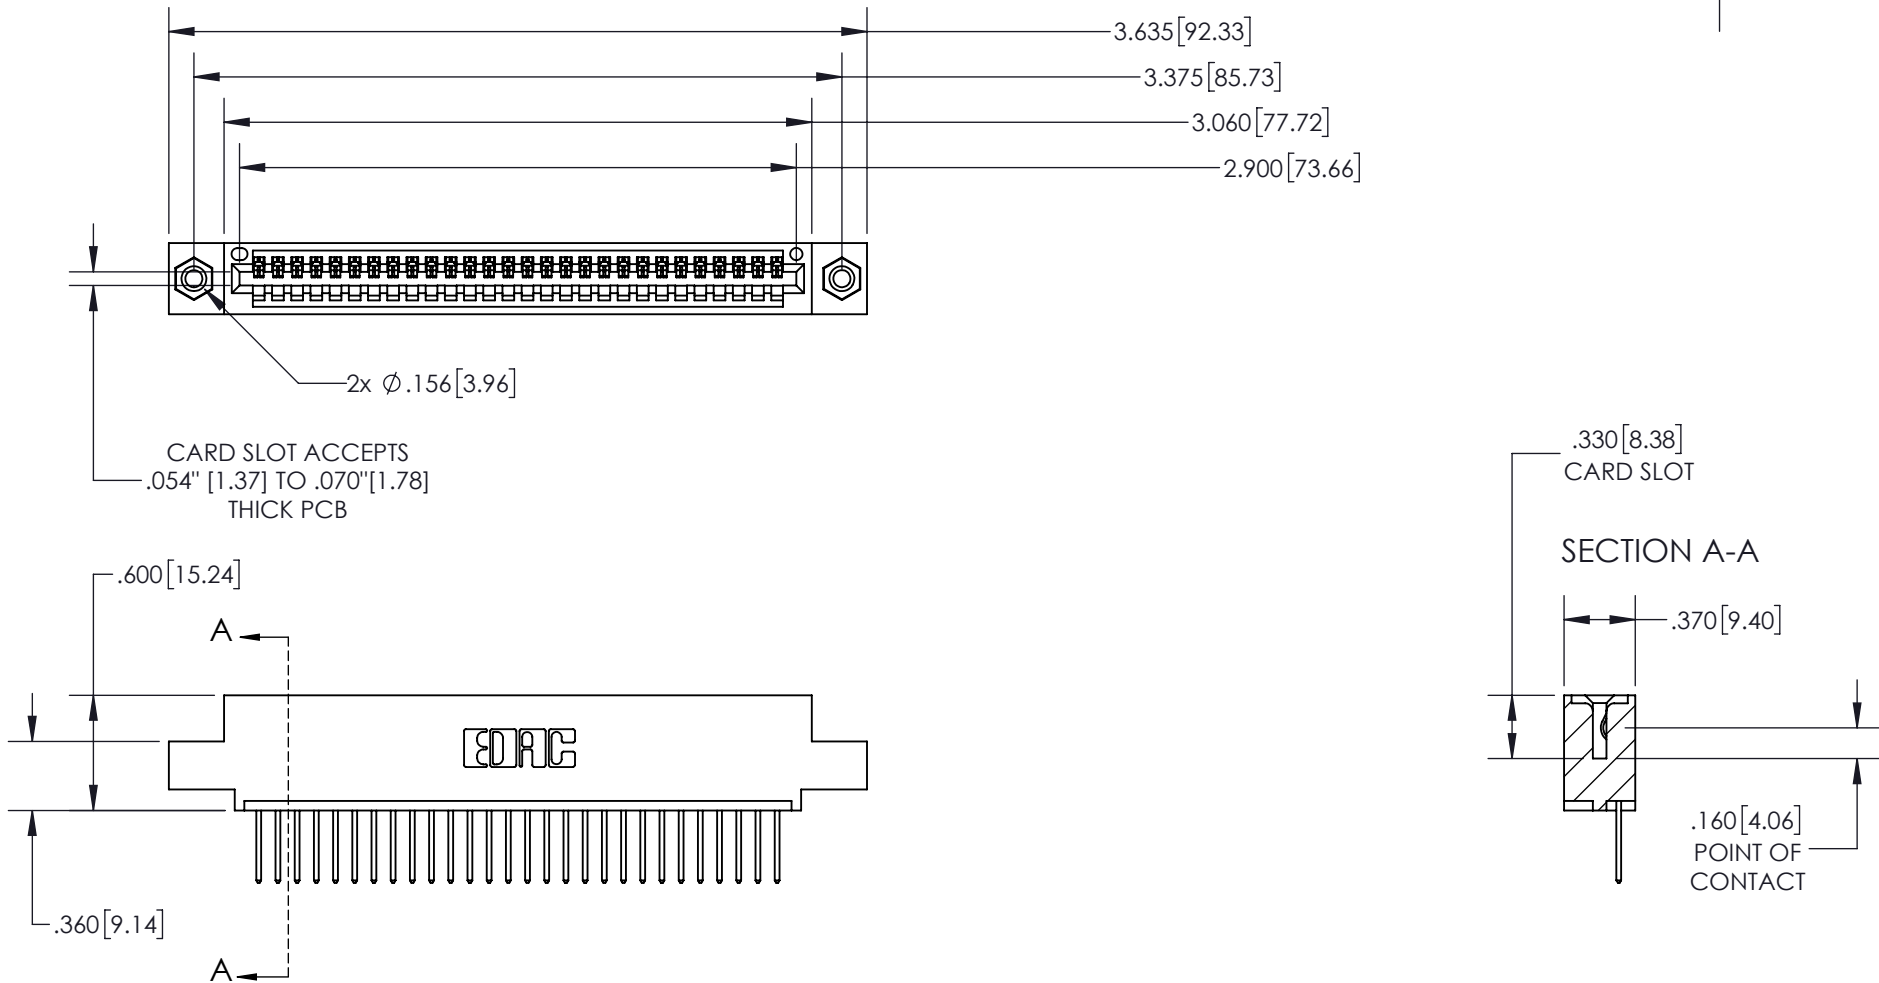 3.635[92.33]
3.375[85.73]
3.060[77.72]
2.900[73.66]
2x Ø.156[3.96]
CARD SLOT ACCEPTS
.054" [1.37] TO .070"[1.78]
THICK PCB
.330[8.38]
CARD SLOT
SECTION A-A
.600[15.24]
.370[9.40]
A
EDAC
.160[4.06]
POINT OF
CONTACT
.360[9.14]
A